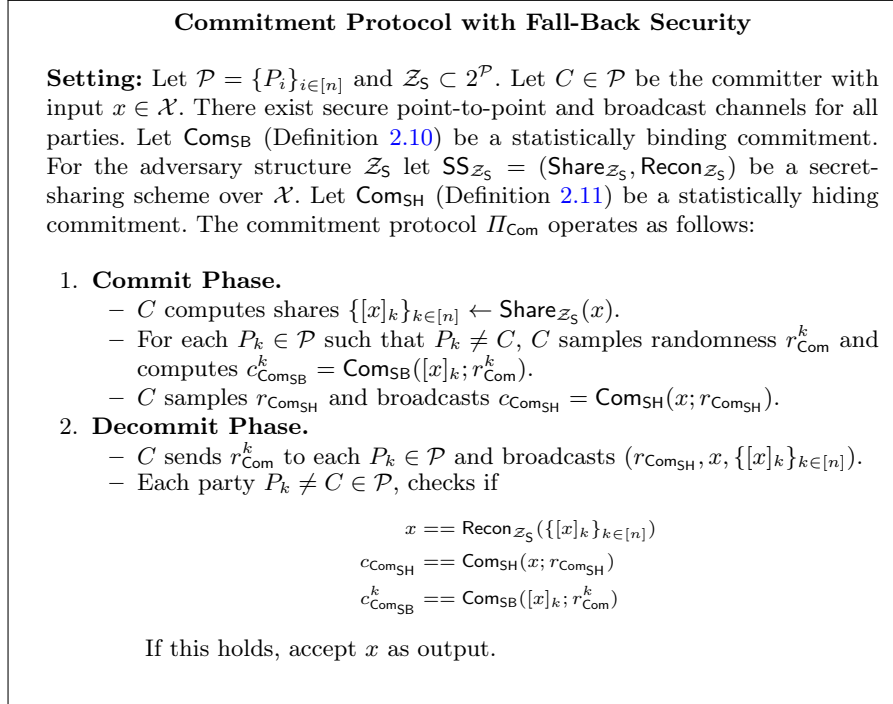 Commitment Protocol with Fall-Back Security
Setting: Let 𝒫 = {P_i}_{i∈[n]} and 𝒵_S ⊂ 2^𝒫. Let C ∈ 𝒫 be the committer with
input x ∈ 𝒳. There exist secure point-to-point and broadcast channels for all
parties. Let Com_SB (Definition 2.10) be a statistically binding commitment.
For the adversary structure 𝒵_S let SS_{𝒵_S} = (Share_{𝒵_S}, Recon_{𝒵_S}) be a secret-
sharing scheme over 𝒳. Let Com_SH (Definition 2.11) be a statistically hiding
commitment. The commitment protocol Π_Com operates as follows:
1. Commit Phase.
– C computes shares {[x]_k}_{k∈[n]} ← Share_{𝒵_S}(x).
– For each P_k ∈ 𝒫 such that P_k ≠ C, C samples randomness r^k_Com and
computes c^k_{Com_SB} = Com_SB([x]_k; r^k_Com).
– C samples r_{Com_SH} and broadcasts c_{Com_SH} = Com_SH(x; r_{Com_SH}).
2. Decommit Phase.
– C sends r^k_Com to each P_k ∈ 𝒫 and broadcasts (r_{Com_SH}, x, {[x]_k}_{k∈[n]}).
– Each party P_k ≠ C ∈ 𝒫, checks if
x == Recon_{𝒵_S}({[x]_k}_{k∈[n]})
c_{Com_SH} == Com_SH(x; r_{Com_SH})
c^k_{Com_SB} == Com_SB([x]_k; r^k_Com)
If this holds, accept x as output.